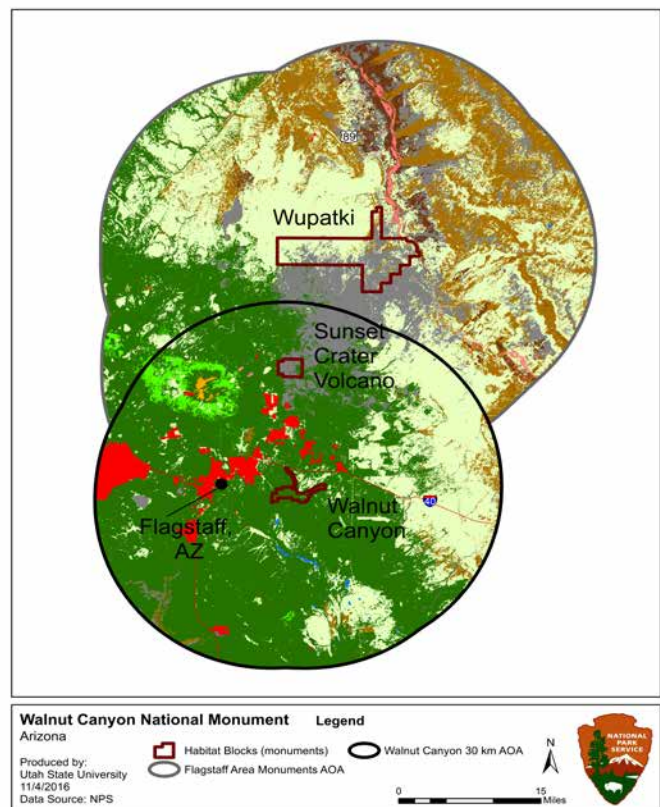 89
Wupatki
Sunset
Crater
Volcano
Walnut
Canyon
40
Flagstaff,
AZ
Walnut Canyon National Monument
Arizona
Produced by:
Utah State University
11/4/2016
Data Source: NPS
Legend
Habitat Blocks (monuments)
Walnut Canyon 30 km AOA
Flagstaff Area Monuments AOA
N
0
15
Miles
NATIONAL
PARK
SERVICE